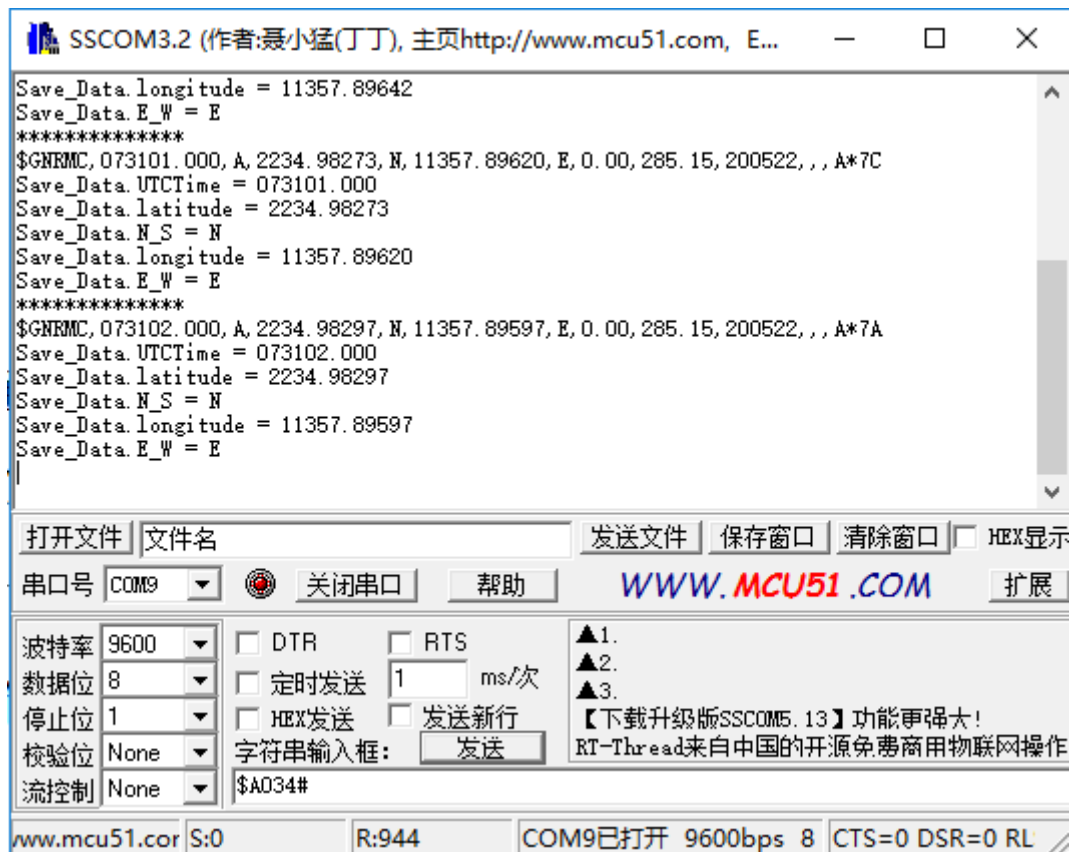 SSCOM3.2 (作者:聂小猛(丁丁), 主页http://www.mcu51.com, E...
Save_Data.longitude = 11357.89642
Save_Data.E_W = E
**************
$GNRMC,073101.000,A,2234.98273,N,11357.89620,E,0.00,285.15,200522,,,A*7C
Save_Data.UTCTime = 073101.000
Save_Data.latitude = 2234.98273
Save_Data.N_S = N
Save_Data.longitude = 11357.89620
Save_Data.E_W = E
**************
$GNRMC,073102.000,A,2234.98297,N,11357.89597,E,0.00,285.15,200522,,,A*7A
Save_Data.UTCTime = 073102.000
Save_Data.latitude = 2234.98297
Save_Data.N_S = N
Save_Data.longitude = 11357.89597
Save_Data.E_W = E
打开文件 文件名 发送文件 保存窗口 清除窗口 HEX显示
串口号 COM9 关闭串口 帮助 WWW.MCU51.COM 扩展
波特率 9600 DTR RTS
数据位 8 定时发送 1 ms/次
停止位 1 HEX发送 发送新行
校验位 None 字符串输入框: 发送
流控制 None $A034#
▲1.
▲2.
▲3.
【下载升级版SSCOM5.13】功能更强大!
RT-Thread来自中国的开源免费商用物联网操作
www.mcu51.cor S:0 R:944 COM9已打开 9600bps 8 CTS=0 DSR=0 RL